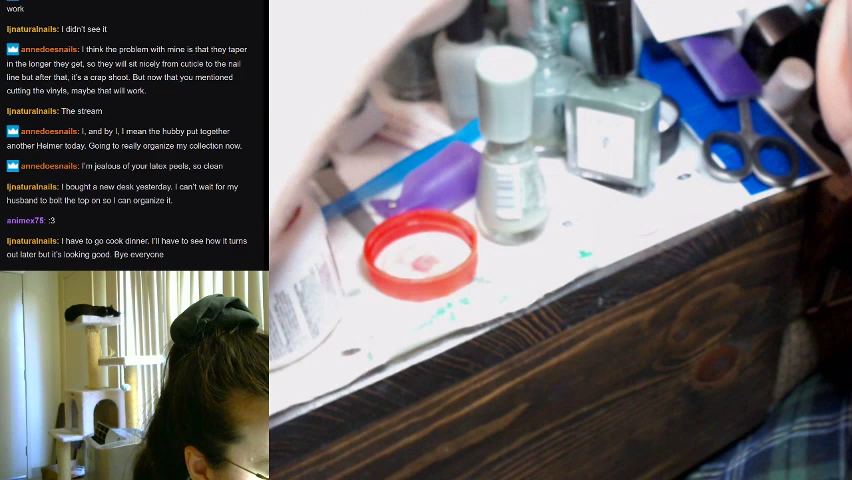 work
ljnaturalnails: I didn't see it
annedoesnails: I think the problem with mine is that they taper
in the longer they get, so they will sit nicely from cuticle to the nail
line but after that, it's a crap shoot. But now that you mentioned
cutting the vinyls, maybe that will work.
ljnaturalnails: The stream
annedoesnails: I, and by I, I mean the hubby put together
another Helmer today. Going to really organize my collection now.
annedoesnails: I'm jealous of your latex peels, so clean
ljnaturalnails: I bought a new desk yesterday. I can't wait for my
husband to bolt the top on so I can organize it.
animex75: :3
ljnaturalnails: I have to go cook dinner. I'll have to see how it turns
out later but it's looking good. Bye everyone